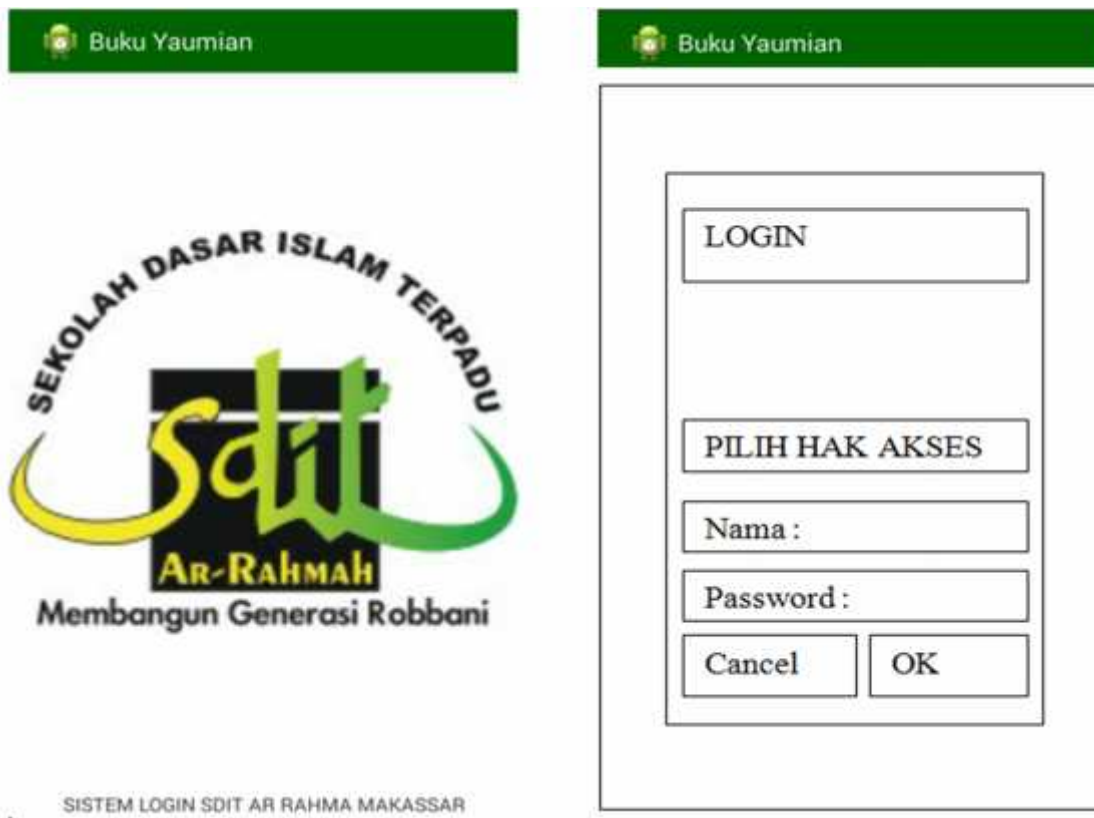 Buku Yaumian
SEKOLAH DASAR ISLAM TERPADU
Sdit
AR-RAHMAH
Membangun Generasi Robbani
SISTEM LOGIN SDIT AR RAHMA MAKASSAR
Buku Yaumian
LOGIN
PILIH HAK AKSES
Nama :
Password :
Cancel OK